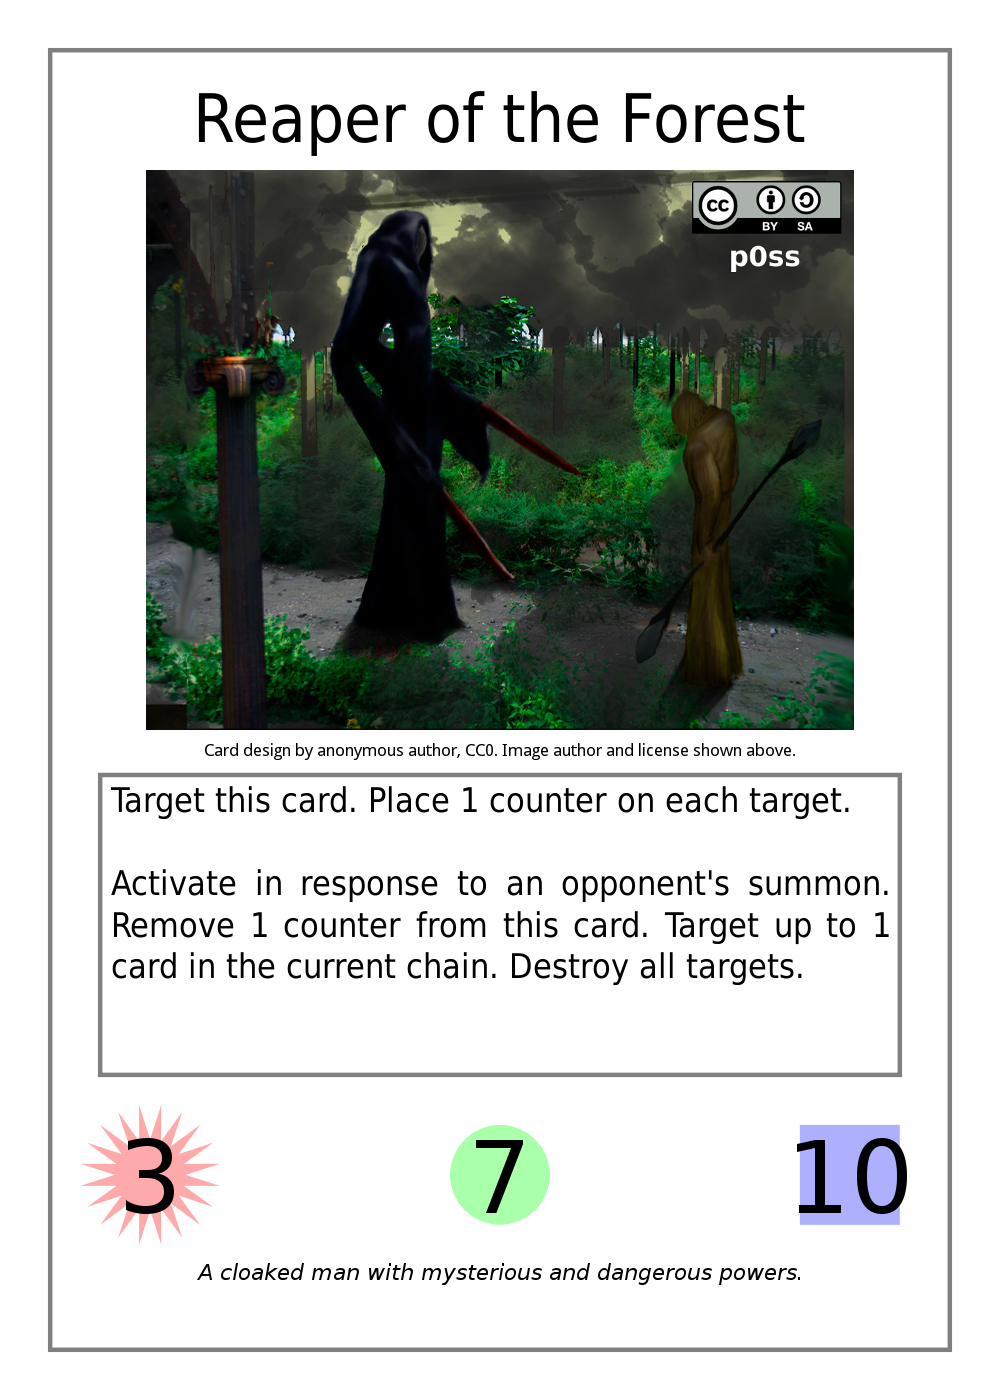 Reaper of the Forest
cc
BY SA
p0ss
Card design by anonymous author, CC0. Image author and license shown above.
Target this card. Place 1 counter on each target.
Activate in response to an opponent's summon.
Remove 1 counter from this card. Target up to 1
card in the current chain. Destroy all targets.
3 7 10
A cloaked man with mysterious and dangerous powers.